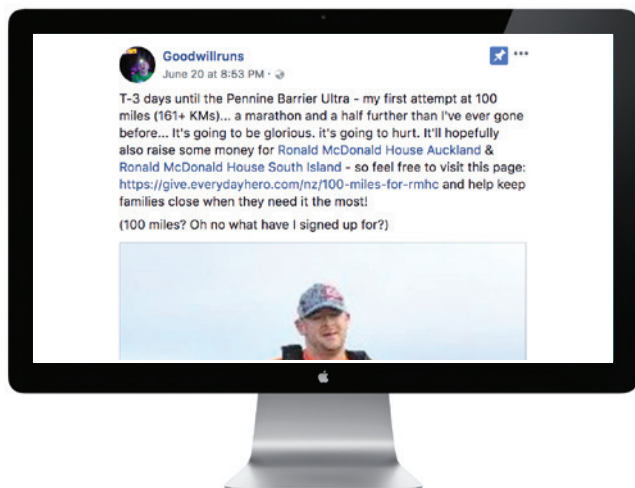 Goodwillruns
June 20 at 8:53 PM ·
T-3 days until the Pennine Barrier Ultra - my first attempt at 100
miles (161+ KMs)... a marathon and a half further than I've ever gone
before... It's going to be glorious. it's going to hurt. It'll hopefully
also raise some money for Ronald McDonald House Auckland &
Ronald McDonald House South Island - so feel free to visit this page:
https://give.everydayhero.com/nz/100-miles-for-rmhc and help keep
families close when they need it the most!
(100 miles? Oh no what have I signed up for?)